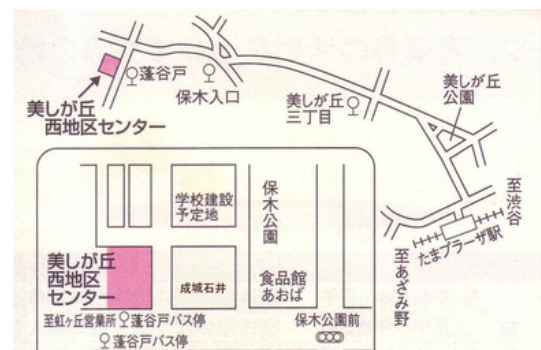 蓬谷戸
保木入口
美しが丘
西地区センター
美しが丘
三丁目
美しが丘
公園
至渋谷
たまプラーザ駅
至あざみ野
学校建設
予定地
保木公園
美しが丘
西地区
センター
成城石井
食品館
あおば
至虹ヶ丘営業所
蓬谷戸バス停
保木公園前
蓬谷戸バス停